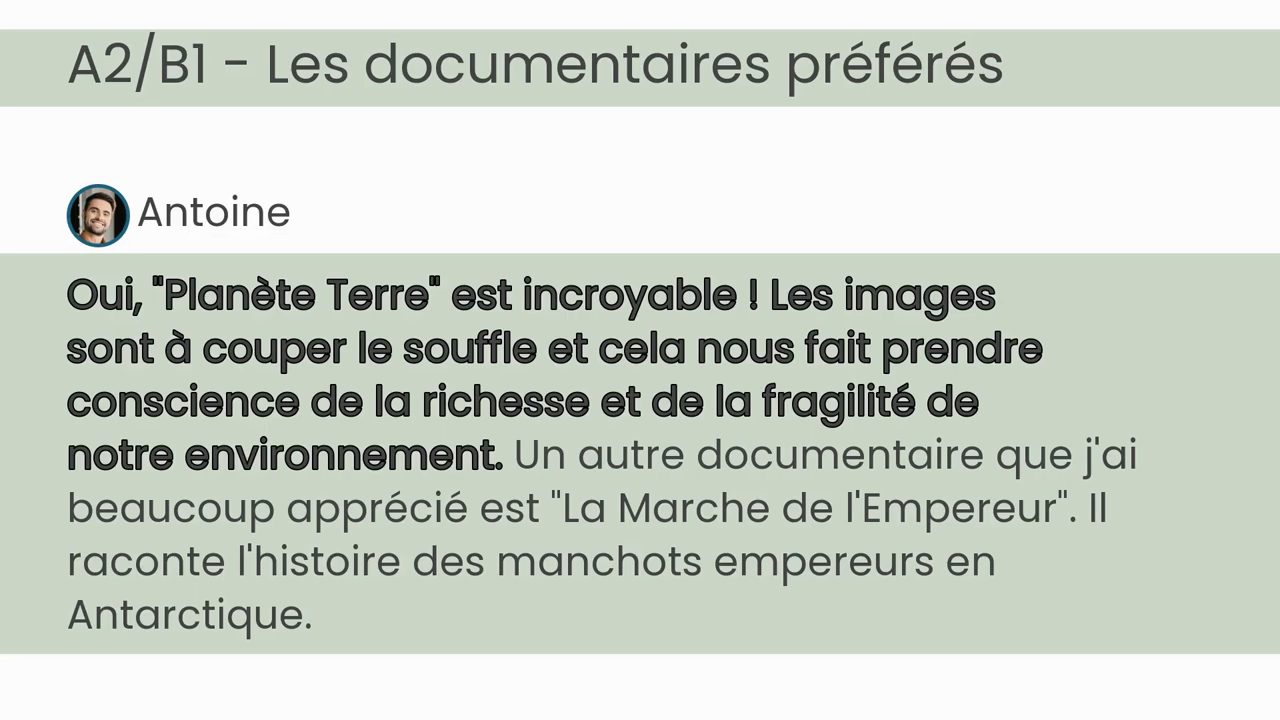 A2/B1 - Les documentaires préférés
Antoine
Oui, "Planète Terre" est incroyable ! Les images
sont à couper le souffle et cela nous fait prendre
conscience de la richesse et de la fragilité de
notre environnement. Un autre documentaire que j'ai
beaucoup apprécié est "La Marche de l'Empereur". Il
raconte l'histoire des manchots empereurs en
Antarctique.